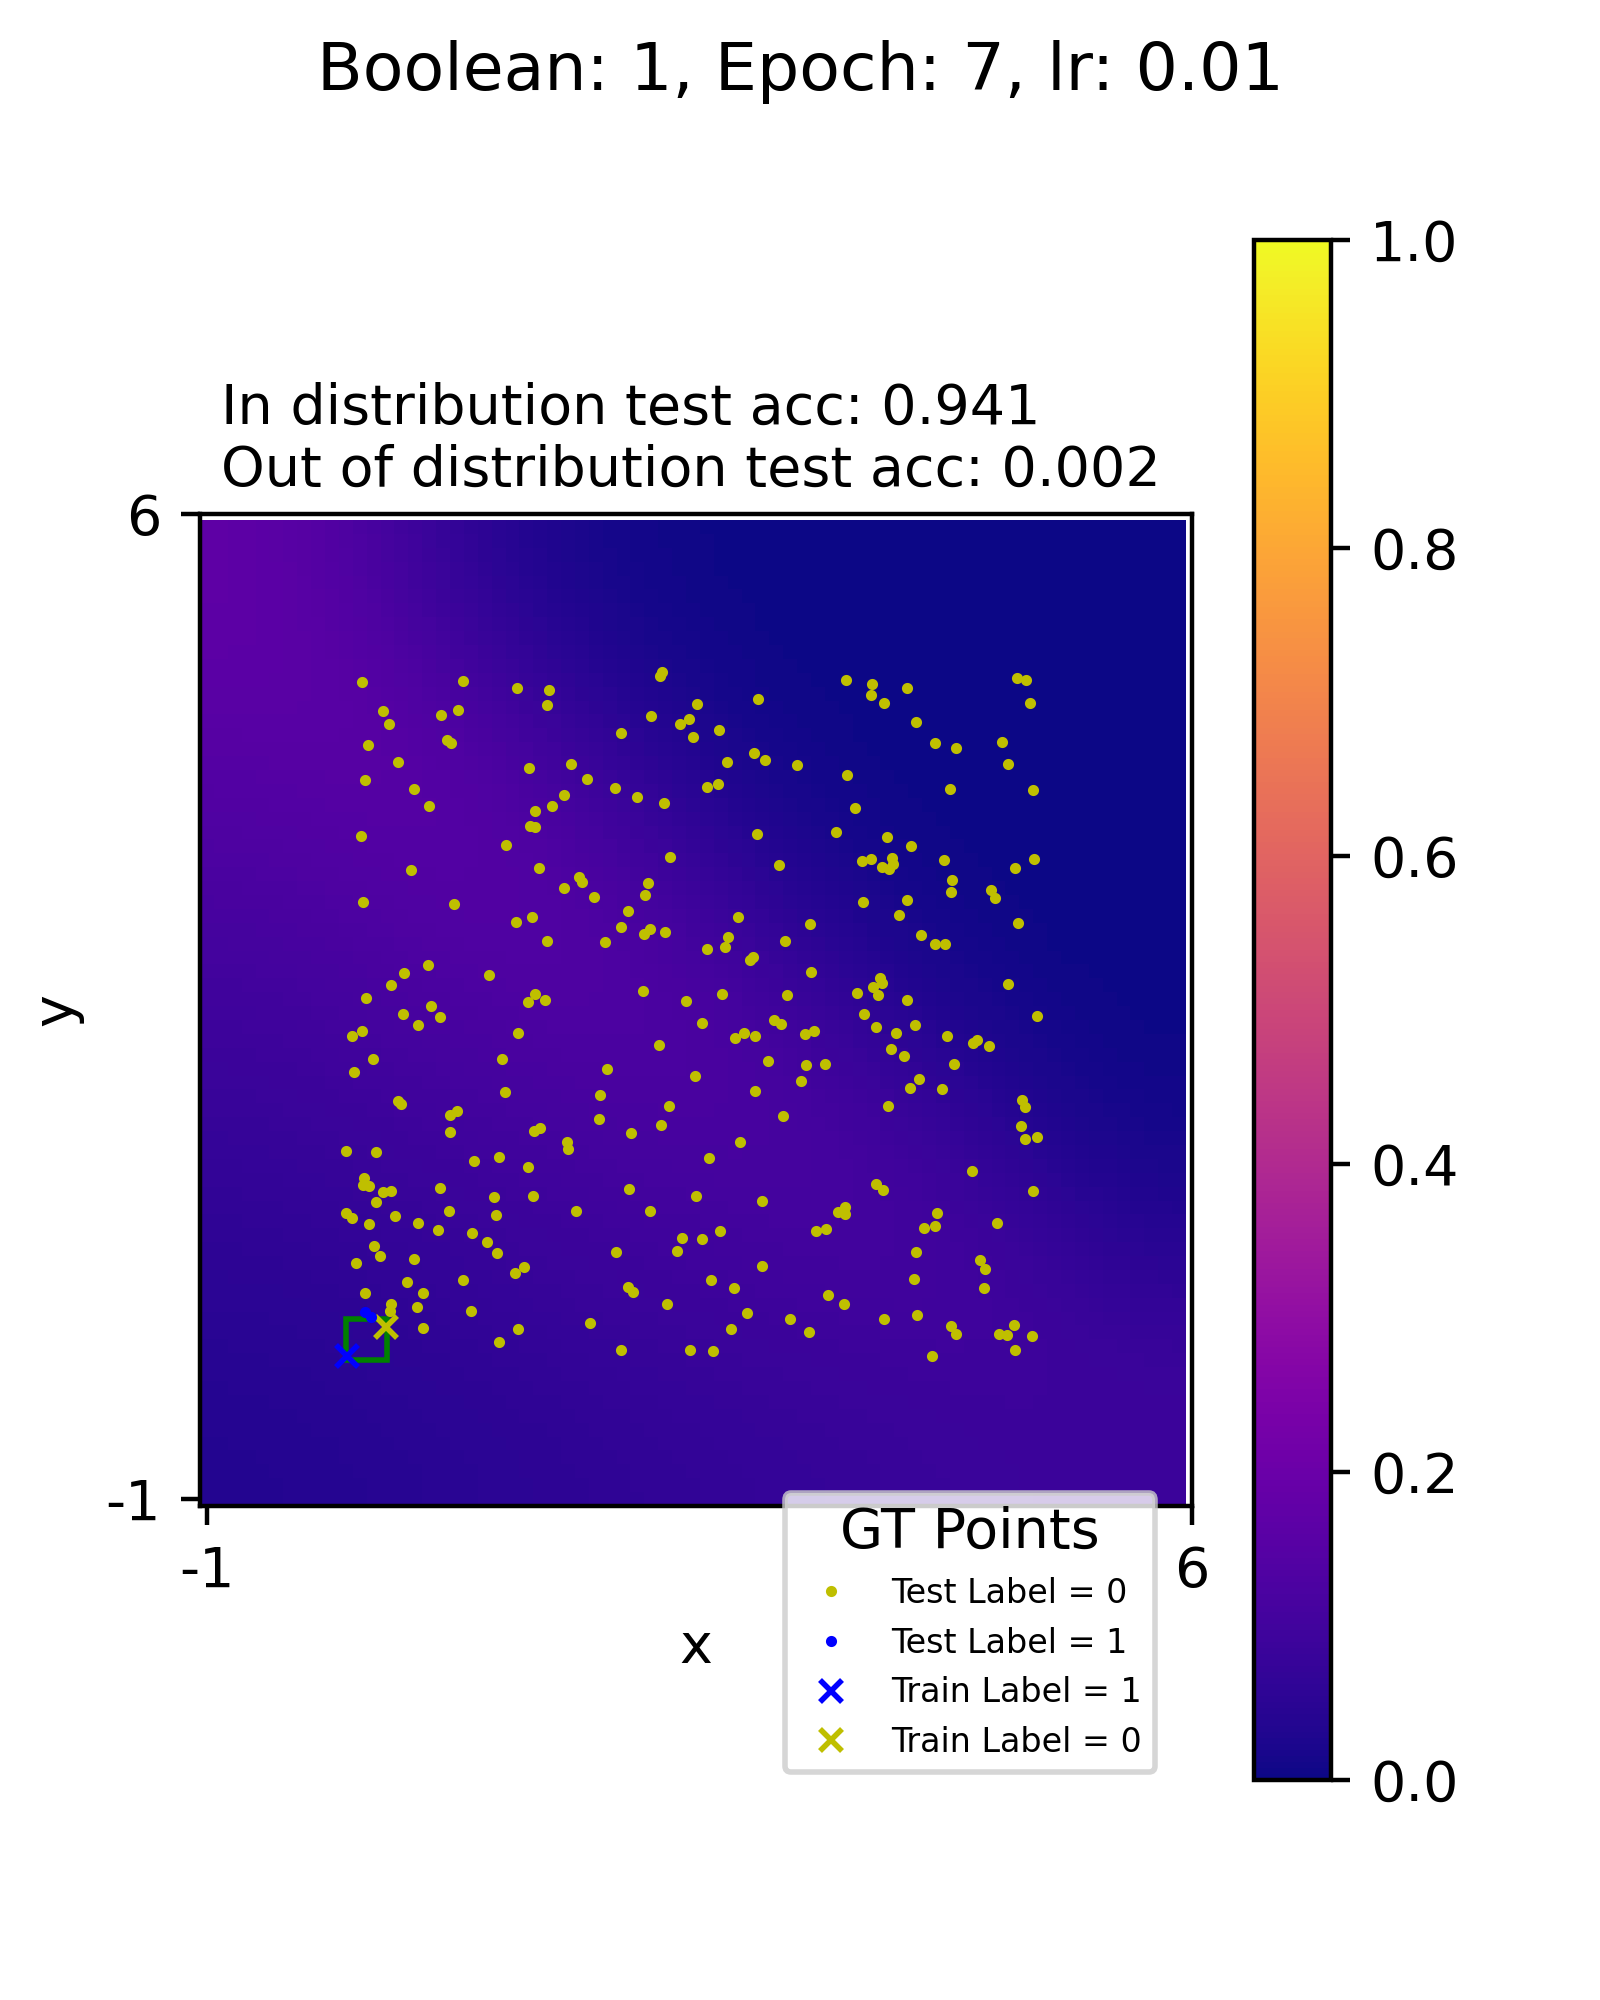 Boolean: 1, Epoch: 7, lr: 0.01
In distribution test acc: 0.941
Out of distribution test acc: 0.002
1.0
0.8
0.6
0.4
0.2
0.0
6
y
-1
-1
6
x
GT Points
Test Label = 0
Test Label = 1
Train Label = 1
Train Label = 0